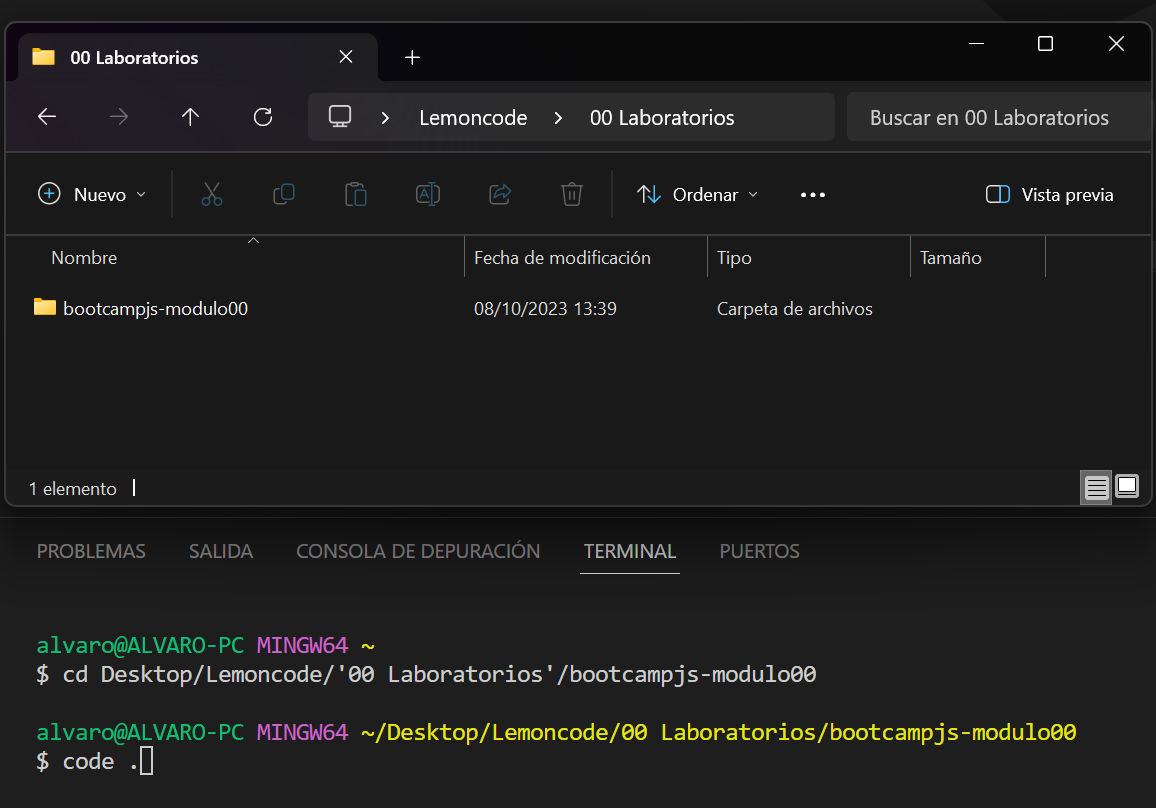 00 Laboratorios
Lemoncode > 00 Laboratorios
Buscar en 00 Laboratorios
Nuevo
Ordenar
Vista previa
Nombre Fecha de modificación Tipo Tamaño
bootcampjs-modulo00 08/10/2023 13:39 Carpeta de archivos
1 elemento
PROBLEMAS SALIDA CONSOLA DE DEPURACIÓN TERMINAL PUERTOS
alvaro@ALVARO-PC MINGW64 ~
$ cd Desktop/Lemoncode/'00 Laboratorios'/bootcampjs-modulo00
alvaro@ALVARO-PC MINGW64 ~/Desktop/Lemoncode/00 Laboratorios/bootcampjs-modulo00
$ code .